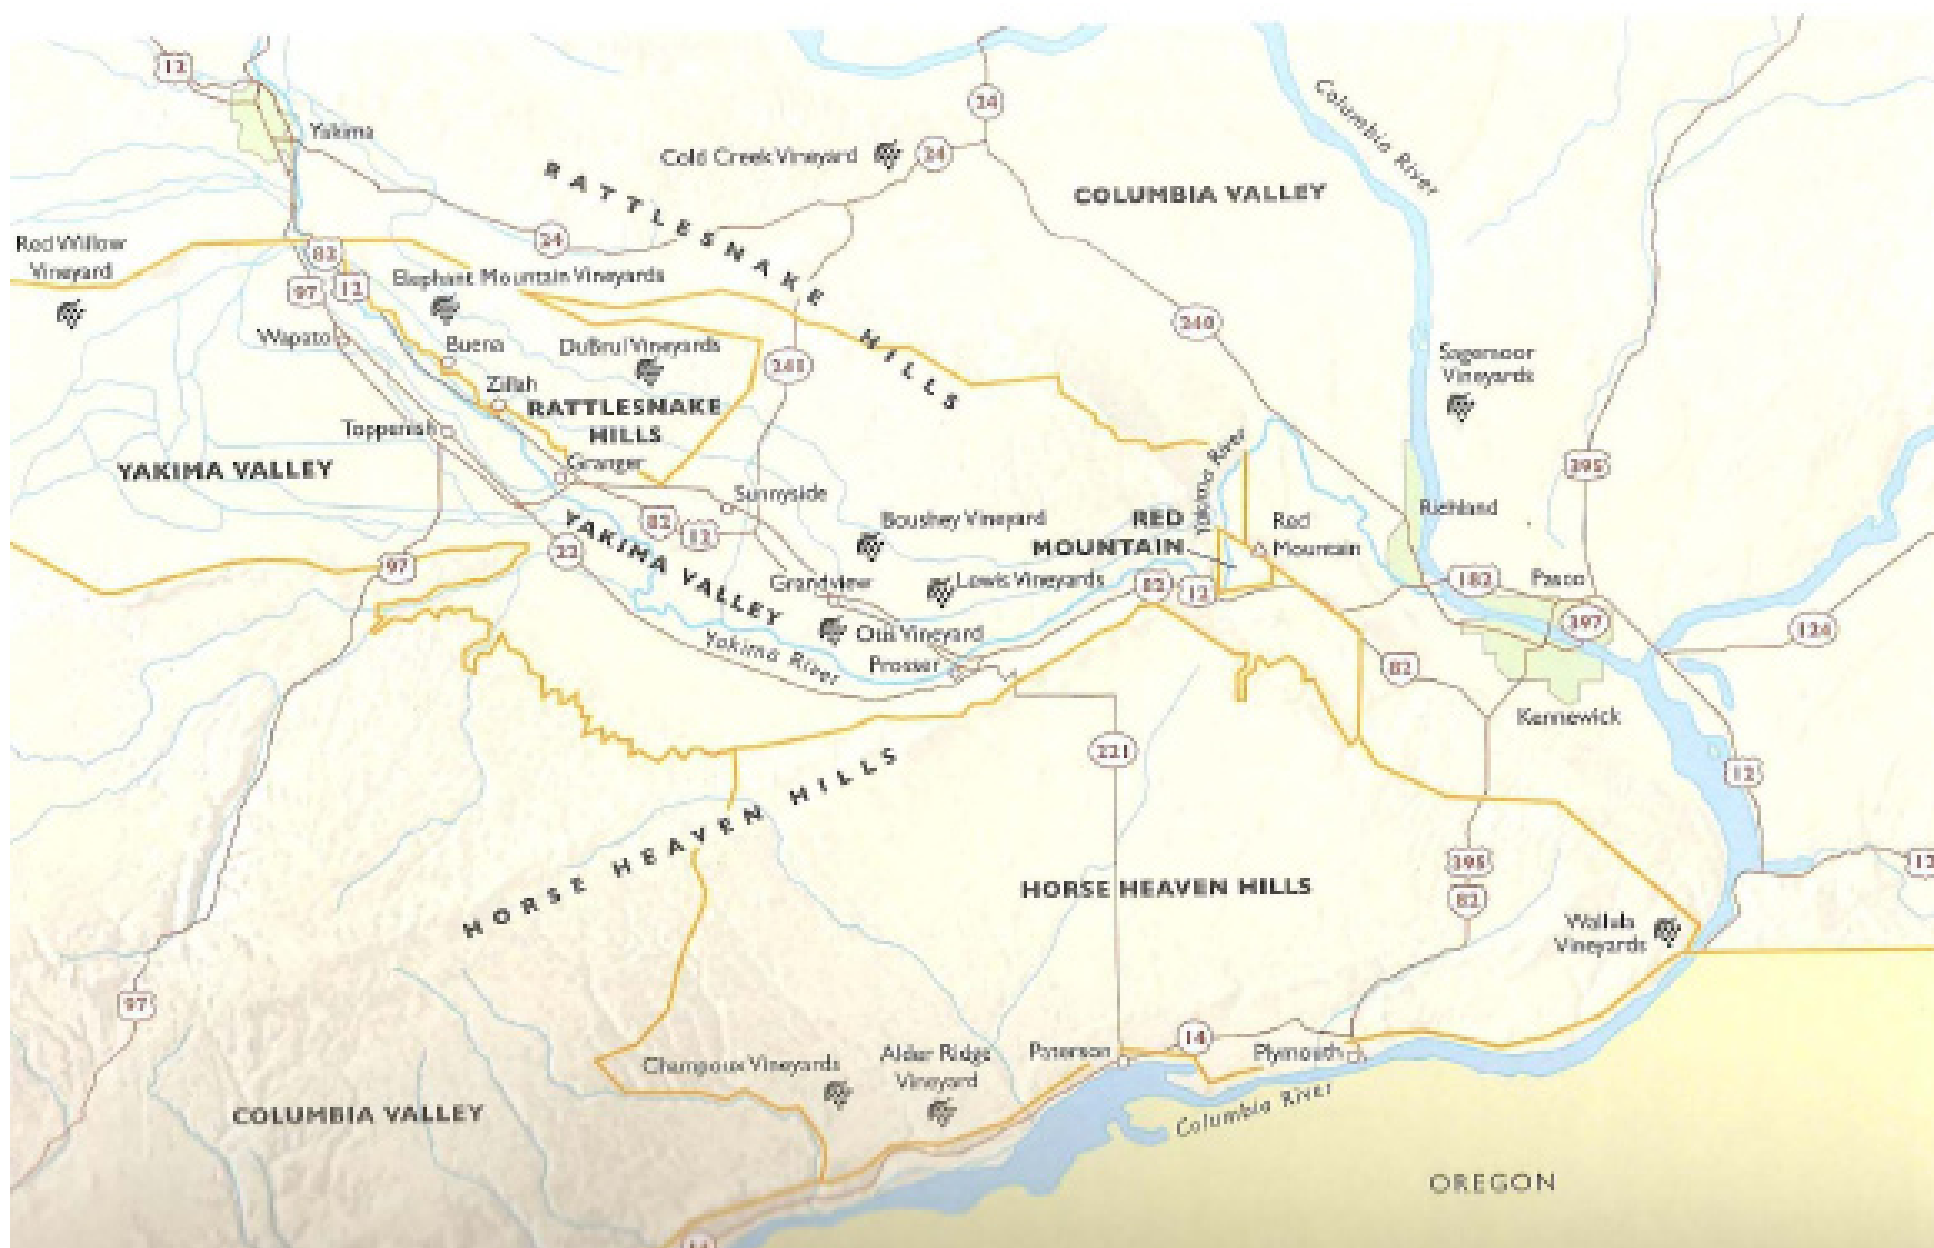 12
Yakima
24
Cold Creek Vineyard
24
Columbia River
COLUMBIA VALLEY
RATTLESNAKE HILLS
24
Red Willow
Vineyard
82
97
12
Elephant Mountain Vineyards
Wapato
Buena
DuBrul Vineyards
241
240
Sagemoor
Vineyards
Zillah
RATTLESNAKE
HILLS
Toppenish
Granger
YAKIMA VALLEY
Yakima River
395
Sunnyside
82
12
YAKIMA VALLEY
22
97
Boushey Vineyard
RED
MOUNTAIN
Red
Mountain
Richland
Grandview
Lewis Vineyards
82
12
182
Pasco
397
124
Otis Vineyard
Prosser
Yakima River
82
Kennewick
221
12
HORSE HEAVEN HILLS
HORSE HEAVEN HILLS
395
82
12
Wallula
Vineyards
97
Champoux Vineyards
Alder Ridge
Vineyard
Paterson
14
Plymouth
Columbia River
COLUMBIA VALLEY
OREGON